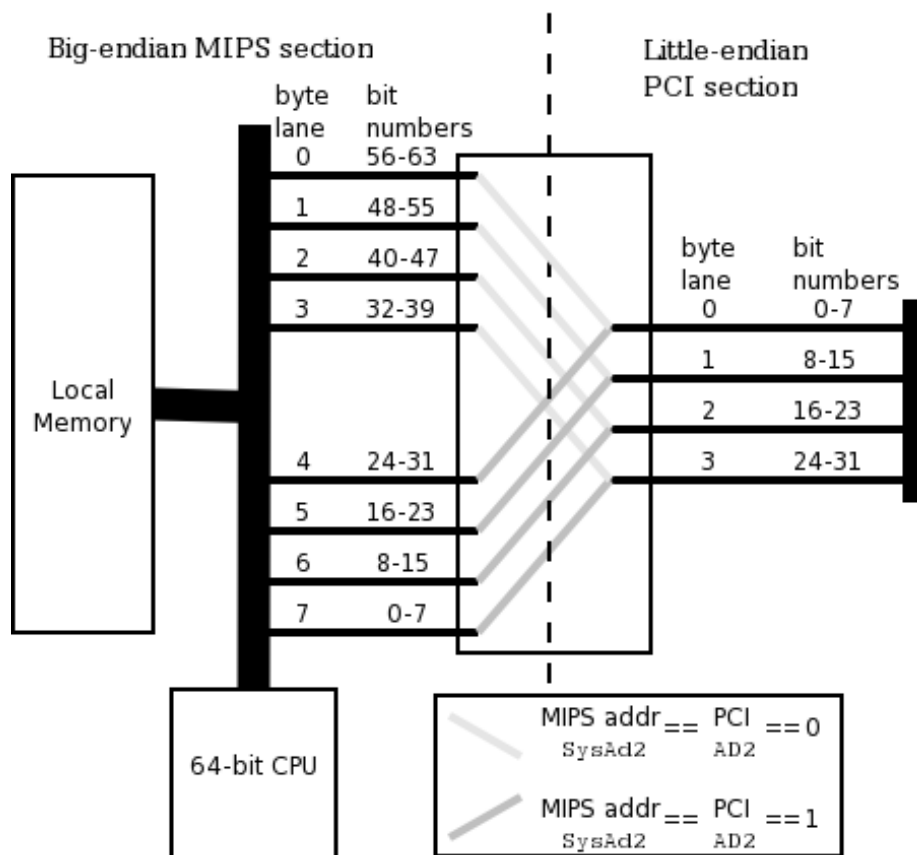 Big-endian MIPS section
Little-endian
PCI section
byte bit
lane numbers
0 56-63
1 48-55
2 40-47
3 32-39
4 24-31
5 16-23
6 8-15
7 0-7
byte bit
lane numbers
0 0-7
1 8-15
2 16-23
3 24-31
Local
Memory
64-bit CPU
MIPS addr == PCI == 0
SysAd2 AD2
MIPS addr == PCI == 1
SysAd2 AD2